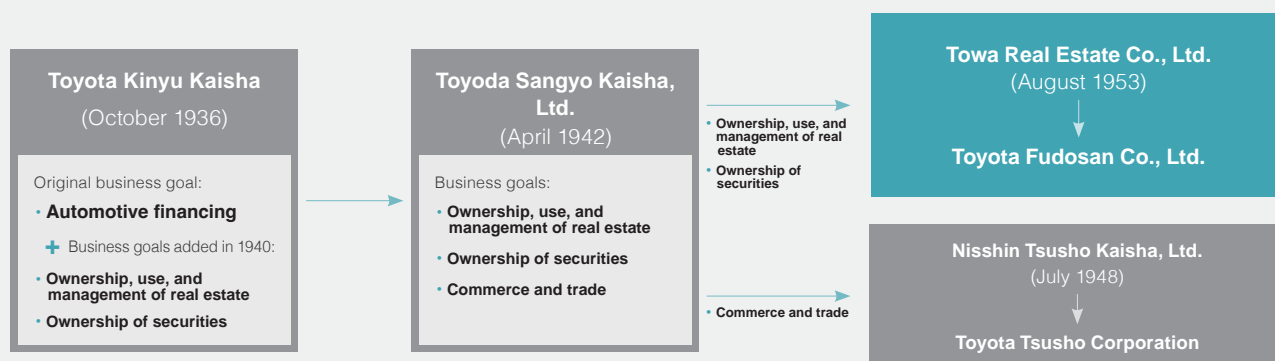 Toyota Kinyu Kaisha
(October 1936)
Original business goal:
• Automotive financing
+ Business goals added in 1940:
• Ownership, use, and
management of real estate
• Ownership of securities
Toyoda Sangyo Kaisha,
Ltd.
(April 1942)
Business goals:
• Ownership, use, and
management of real estate
• Ownership of securities
• Commerce and trade
• Ownership, use, and
management of real
estate
• Ownership of
securities
• Commerce and trade
Towa Real Estate Co., Ltd.
(August 1953)
Toyota Fudosan Co., Ltd.
Nisshin Tsusho Kaisha, Ltd.
(July 1948)
Toyota Tsusho Corporation